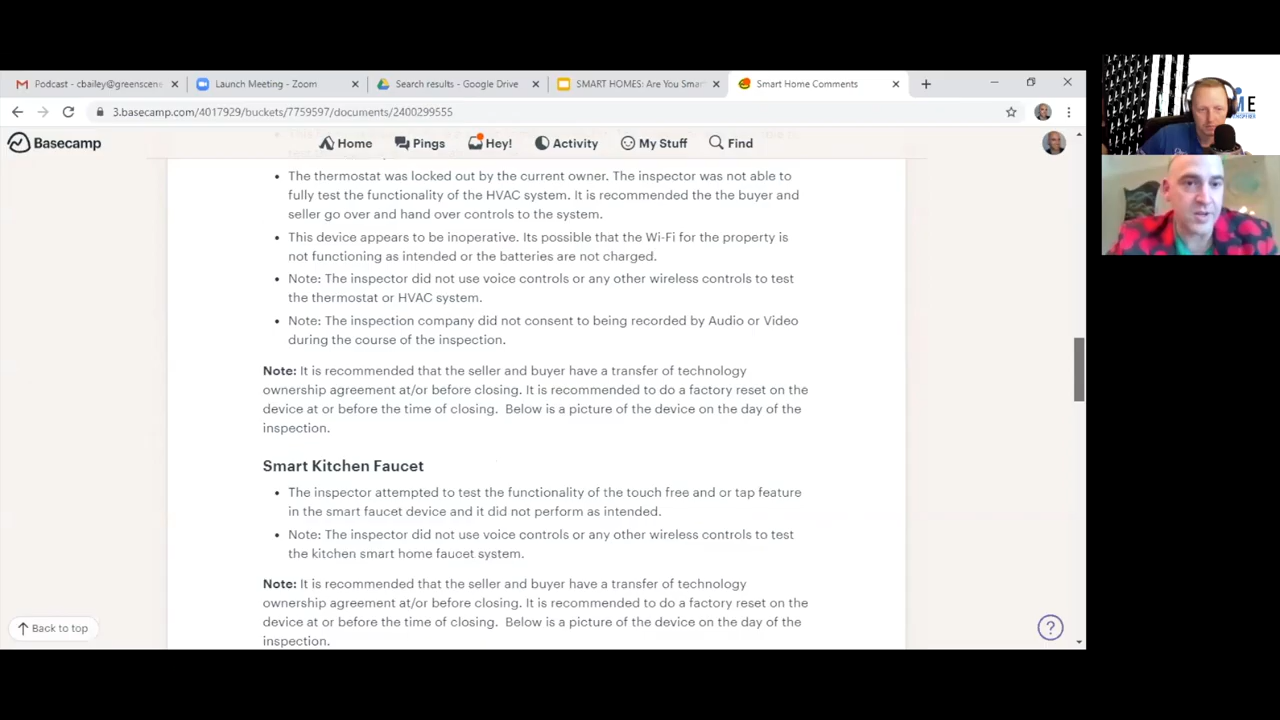 Podcast - cbailey@greenscene
Launch Meeting - Zoom
Search results - Google Drive
SMART HOMES: Are You Smar
Smart Home Comments
3.basecamp.com/4017929/buckets/7759597/documents/2400299555
Basecamp
Home
Pings
Hey!
Activity
My Stuff
Find
The thermostat was locked out by the current owner. The inspector was not able to
fully test the functionality of the HVAC system. It is recommended the the buyer and
seller go over and hand over controls to the system.
This device appears to be inoperative. Its possible that the Wi-Fi for the property is
not functioning as intended or the batteries are not charged.
Note: The inspector did not use voice controls or any other wireless controls to test
the thermostat or HVAC system.
Note: The inspection company did not consent to being recorded by Audio or Video
during the course of the inspection.
Note: It is recommended that the seller and buyer have a transfer of technology
ownership agreement at/or before closing. It is recommended to do a factory reset on the
device at or before the time of closing. Below is a picture of the device on the day of the
inspection.
Smart Kitchen Faucet
The inspector attempted to test the functionality of the touch free and or tap feature
in the smart faucet device and it did not perform as intended.
Note: The inspector did not use voice controls or any other wireless controls to test
the kitchen smart home faucet system.
Note: It is recommended that the seller and buyer have a transfer of technology
ownership agreement at/or before closing. It is recommended to do a factory reset on the
device at or before the time of closing. Below is a picture of the device on the day of the
inspection.
Back to top
?